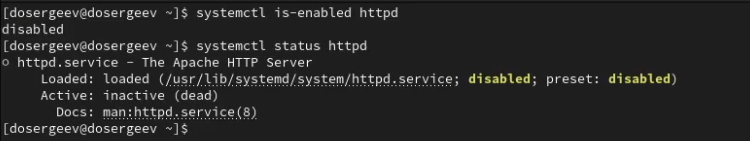 [dosergeev@dosergeev ~]$ systemctl is-enabled httpd
disabled
[dosergeev@dosergeev ~]$ systemctl status httpd
○ httpd.service - The Apache HTTP Server
     Loaded: loaded (/usr/lib/systemd/system/httpd.service; disabled; preset: disabled)
     Active: inactive (dead)
       Docs: man:httpd.service(8)
[dosergeev@dosergeev ~]$